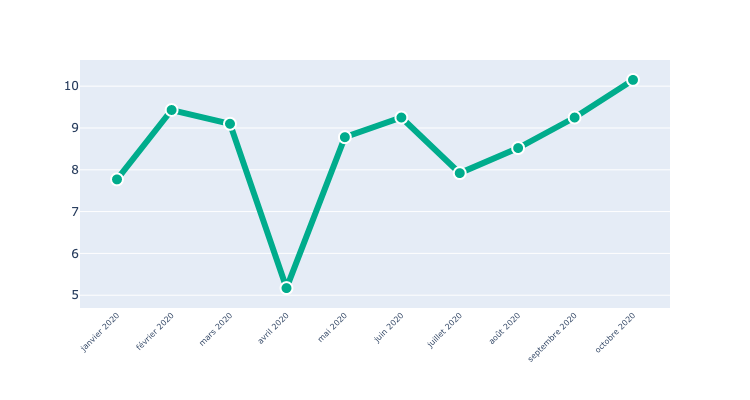 10
9
8
7
6
5
janvier 2020
février 2020
mars 2020
avril 2020
mai 2020
juin 2020
juillet 2020
août 2020
septembre 2020
octobre 2020